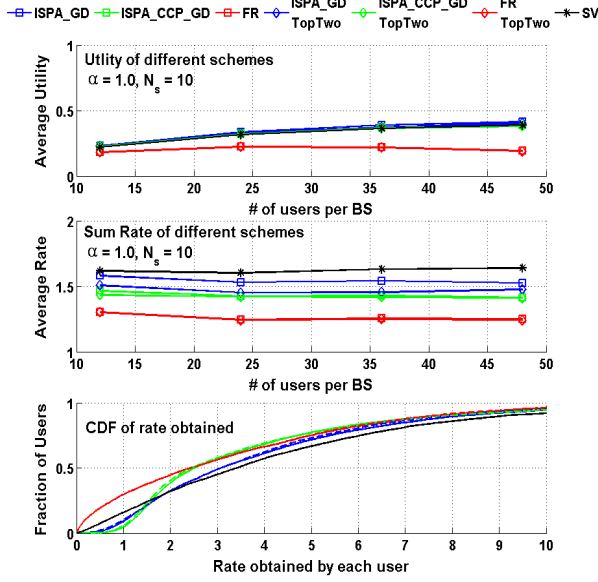 ISPA_GD ISPA_CCP_GD FR ISPA_GD TopTwo ISPA_CCP_GD TopTwo FR TopTwo SV
Utlity of different schemes
α = 1.0, Ns = 10
Average Utility
1
0.5
0
10 15 20 25 30 35 40 45 50
# of users per BS
Sum Rate of different schemes
α = 1.0, Ns = 10
Average Rate
2
1.5
1
10 15 20 25 30 35 40 45 50
# of users per BS
CDF of rate obtained
Fraction of Users
1
0.5
0
0 1 2 3 4 5 6 7 8 9 10
Rate obtained by each user